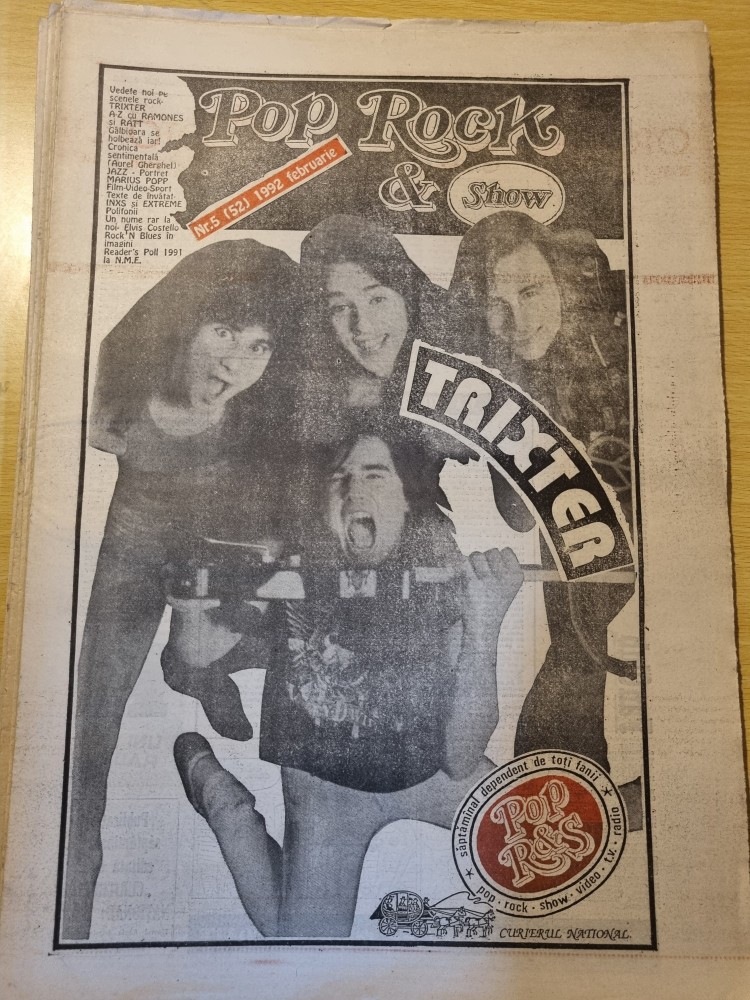 Vedete noi pe
scenele rock-
TRIXTER
A-Z cu RAMONES
si RATT
Gălbioara se
holbează iar!
Cronica
sentimentală
(Aurel Gherghel)
JAZZ - Portret
MARIUS POPP
Film-Video-Sport
Texte de învățat-
INXS și EXTREME
Polifonii
Un nume rar la
noi- Elvis Costello
Rock'N Blues în
imagini
Reader's Poll 1991
la N.M.E.
Pop Rock
& Show
Nr.5 (52) 1992 februarie
TRIXTER
săptămînal dependent de toți fanii
Pop
R&S
pop · rock · show · video · t.v. · radio
CURIERUL NAȚIONAL